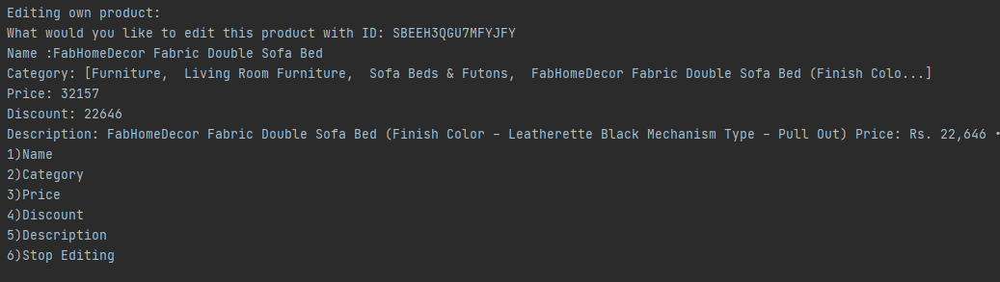 Editing own product:
What would you like to edit this product with ID: SBEEH3QGU7MFYJFY
Name :FabHomeDecor Fabric Double Sofa Bed
Category: [Furniture,  Living Room Furniture,  Sofa Beds & Futons,  FabHomeDecor Fabric Double Sofa Bed (Finish Colo...]
Price: 32157
Discount: 22646
Description: FabHomeDecor Fabric Double Sofa Bed (Finish Color - Leatherette Black Mechanism Type - Pull Out) Price: Rs. 22,646 •
1)Name
2)Category
3)Price
4)Discount
5)Description
6)Stop Editing